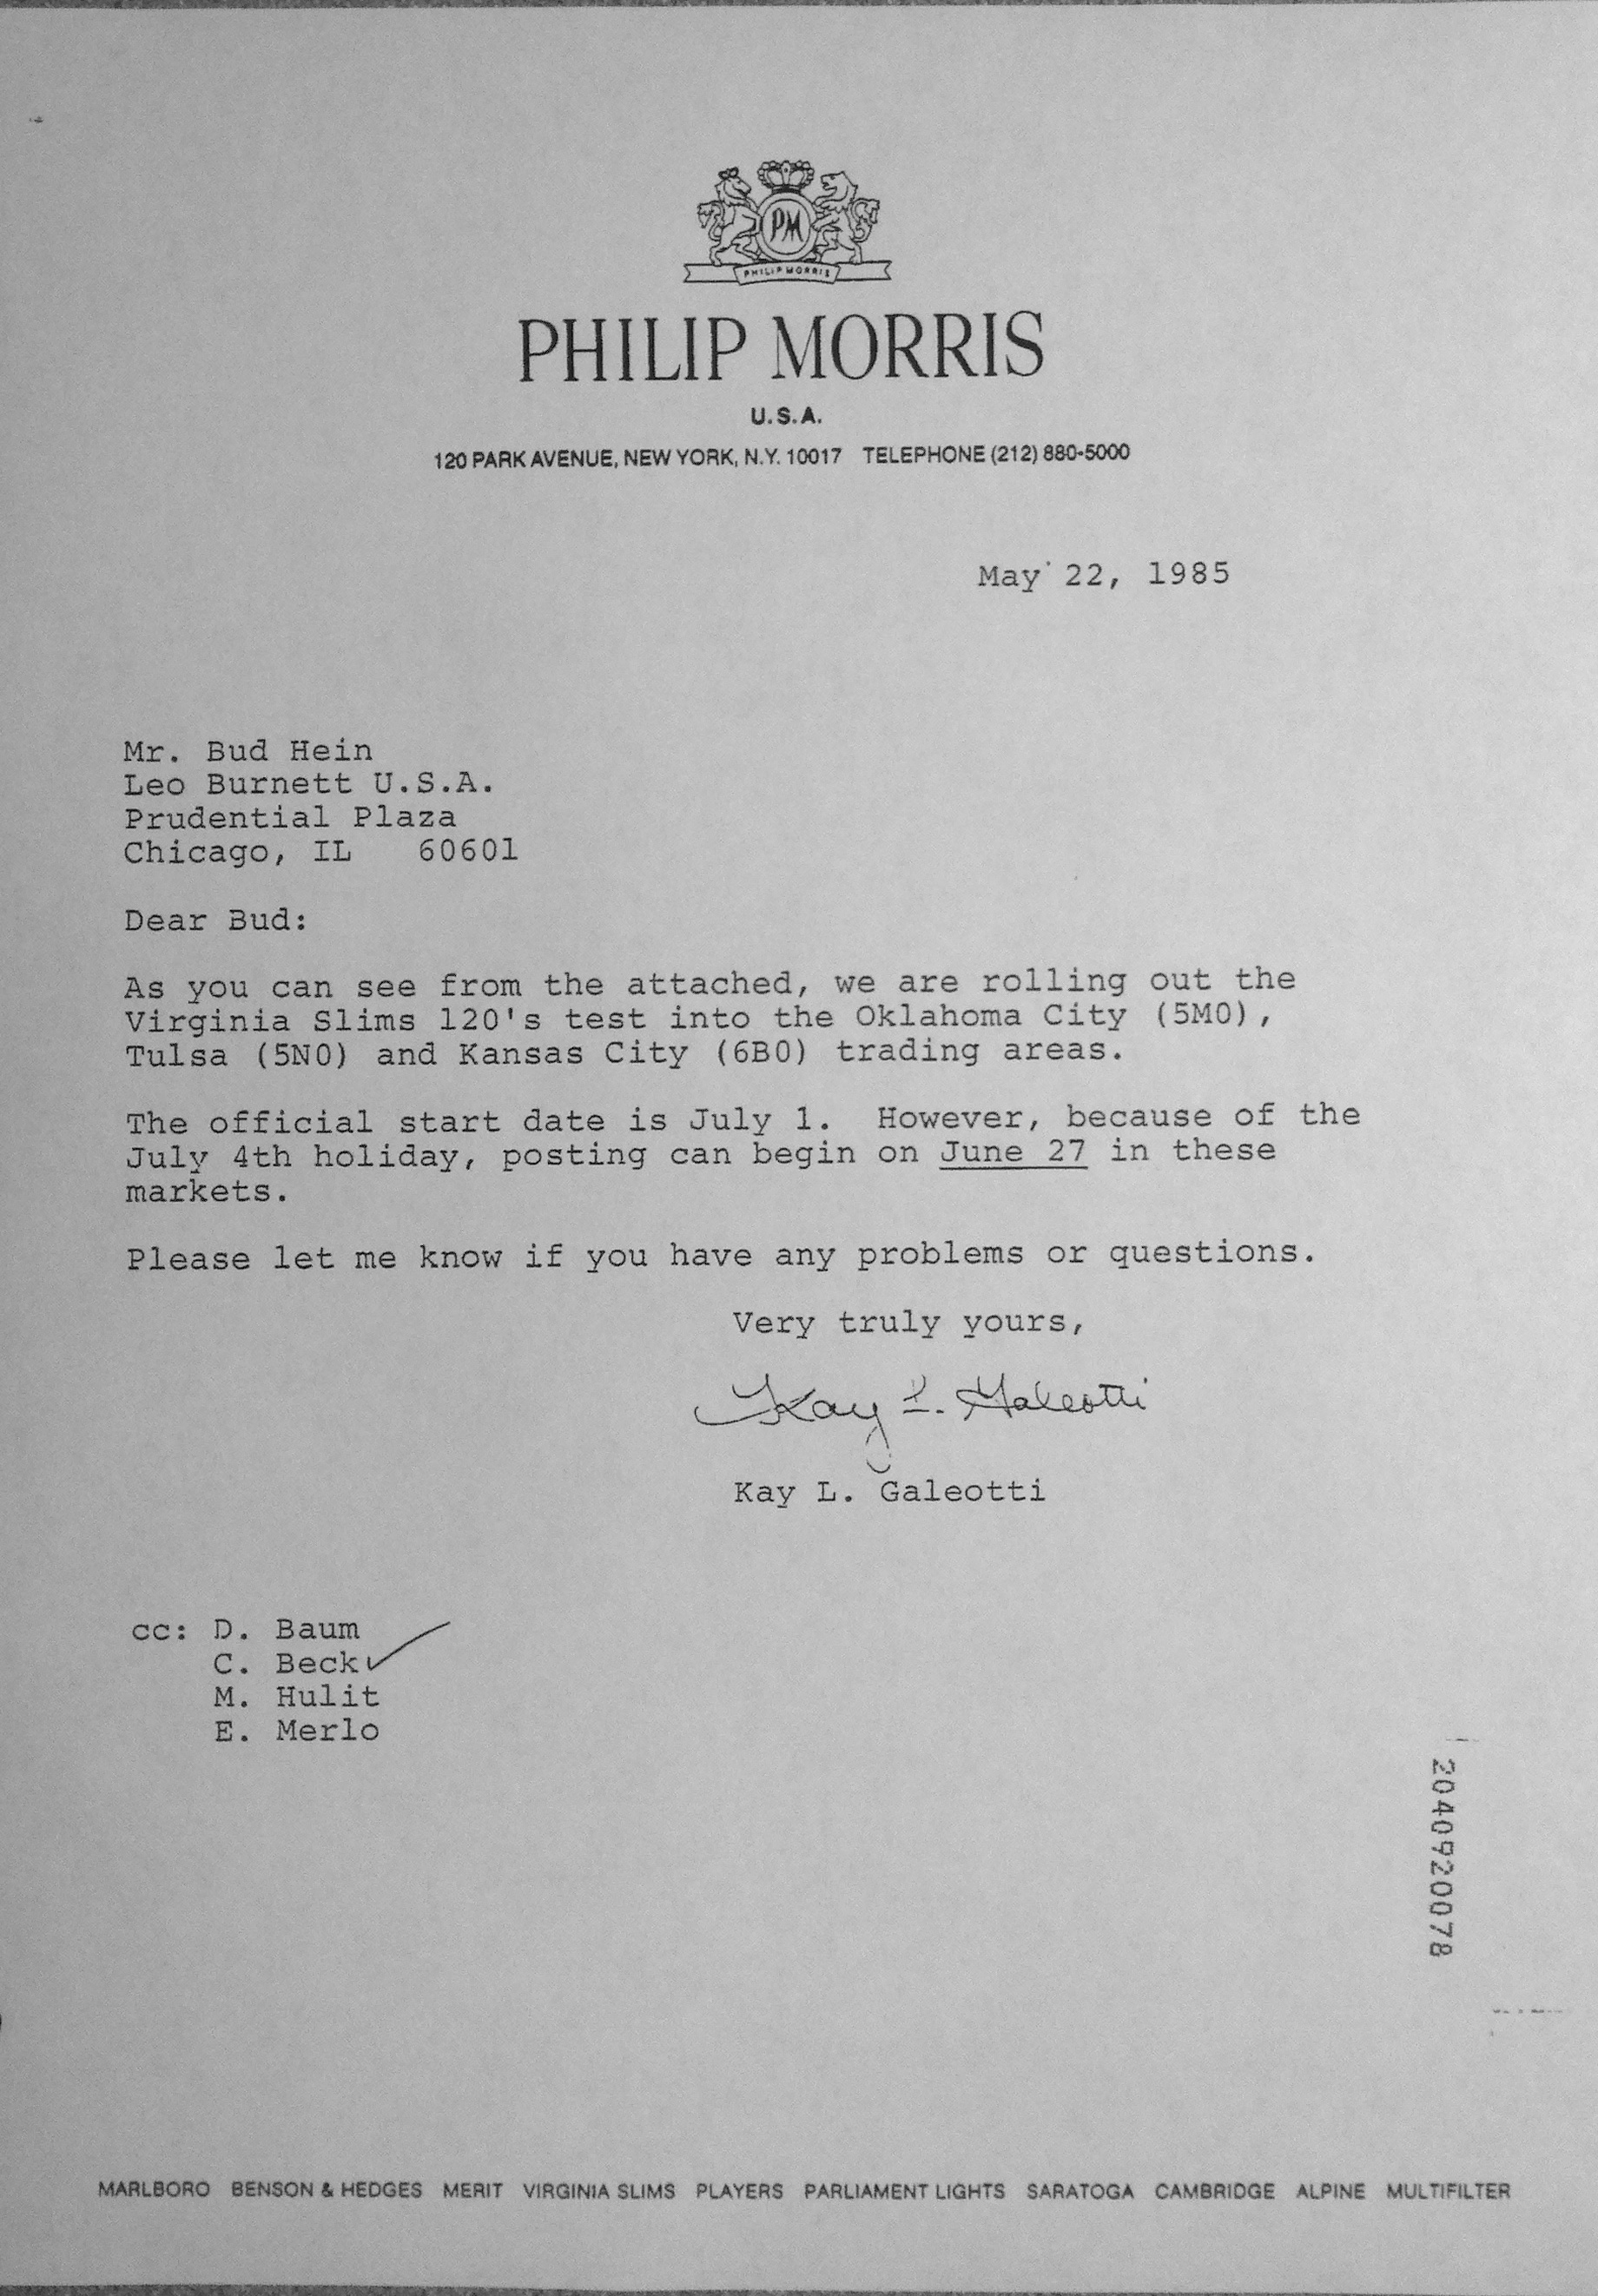 PM
PHILIP MORRIS
PHILIP MORRIS
U.S.A.
120 PARK AVENUE, NEW YORK, N.Y. 10017 TELEPHONE (212) 880-5000
May 22, 1985
Mr. Bud Hein
Leo Burnett U.S.A.
Prudential Plaza
Chicago, IL 60601
Dear Bud:
As you can see from the attached, we are rolling out the
Virginia Slims 120's test into the Oklahoma City (5M0),
Tulsa (5N0) and Kansas City (6B0) trading areas.
The official start date is July 1. However, because of the
July 4th holiday, posting can begin on June 27 in these
markets.
Please let me know if you have any problems or questions.
Very truly yours,
Kay L. Galeotti
Kay L. Galeotti
cc: D. Baum
C. Beck
M. Hulit
E. Merlo
2040920078
MARLBORO BENSON & HEDGES MERIT VIRGINIA SLIMS PLAYERS PARLIAMENT LIGHTS SARATOGA CAMBRIDGE ALPINE MULTIFILTER